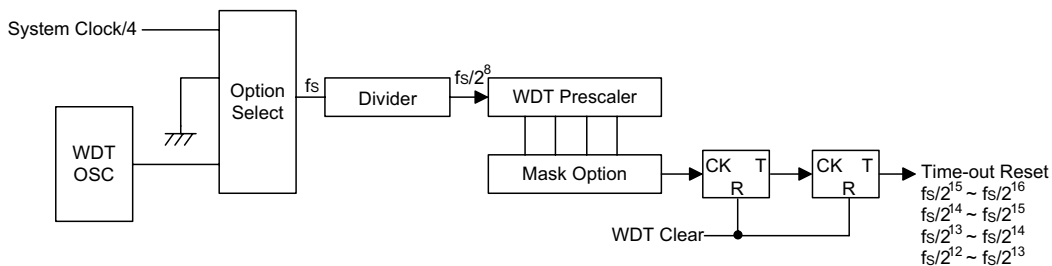 System Clock/4
WDT
OSC
Option
Select
fs
Divider
fs/2^8
WDT Prescaler
Mask Option
CK T
R
CK T
R
WDT Clear
Time-out Reset
fs/2^15 ~ fs/2^16
fs/2^14 ~ fs/2^15
fs/2^13 ~ fs/2^14
fs/2^12 ~ fs/2^13